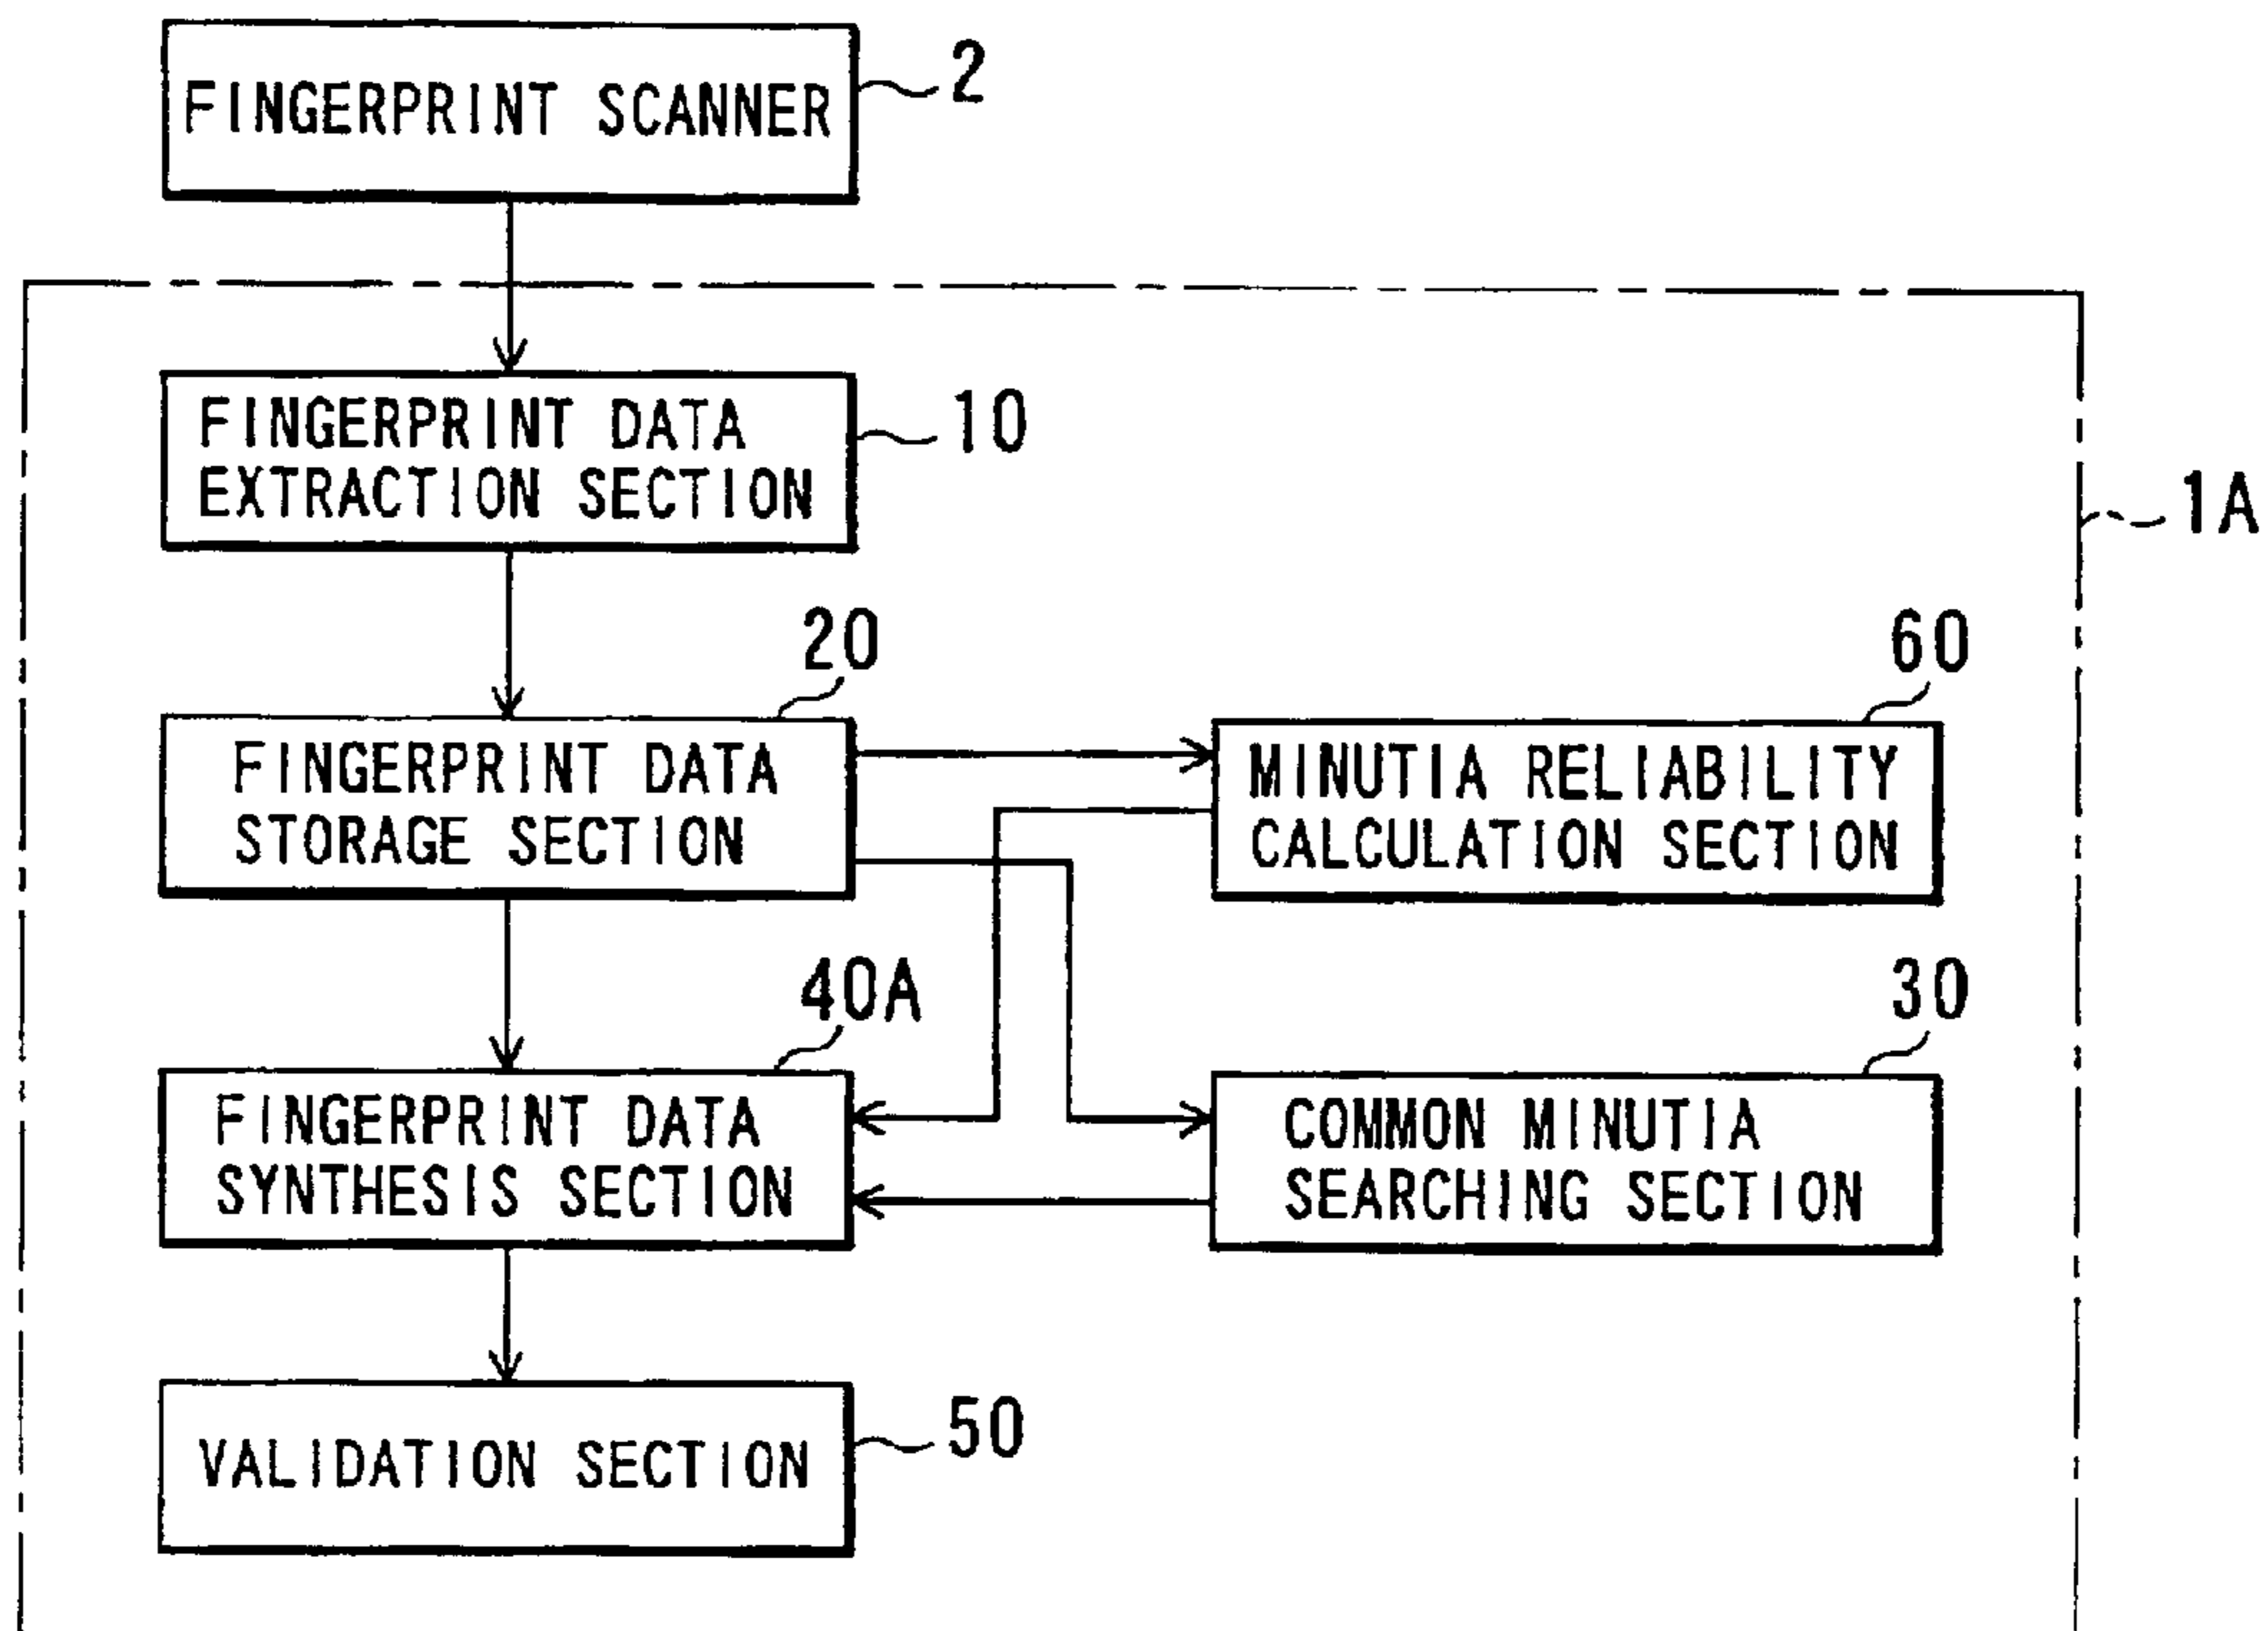 FINGERPRINT SCANNER
2
FINGERPRINT DATA
EXTRACTION SECTION
10
1A
20
FINGERPRINT DATA
STORAGE SECTION
60
MINUTIA RELIABILITY
CALCULATION SECTION
40A
FINGERPRINT DATA
SYNTHESIS SECTION
30
COMMON MINUTIA
SEARCHING SECTION
VALIDATION SECTION
50